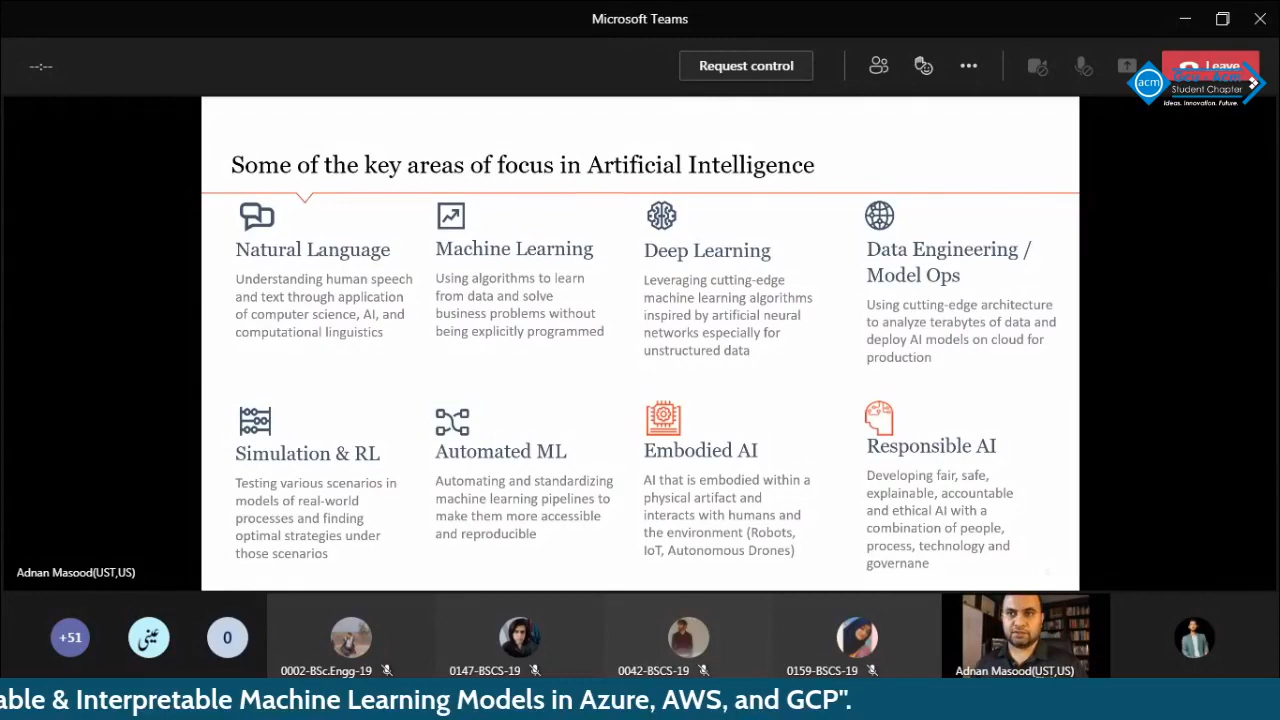 Microsoft Teams
--:--
Request control
Leave
acm
Gcu - Acm
Student Chapter
Ideas. Innovation. Future.
Some of the key areas of focus in Artificial Intelligence
Natural Language
Understanding human speech
and text through application
of computer science, AI, and
computational linguistics
Machine Learning
Using algorithms to learn
from data and solve
business problems without
being explicitly programmed
Deep Learning
Leveraging cutting-edge
machine learning algorithms
inspired by artificial neural
networks especially for
unstructured data
Data Engineering /
Model Ops
Using cutting-edge architecture
to analyze terabytes of data and
deploy AI models on cloud for
production
Simulation & RL
Testing various scenarios in
models of real-world
processes and finding
optimal strategies under
those scenarios
Automated ML
Automating and standardizing
machine learning pipelines to
make them more accessible
and reproducible
Embodied AI
AI that is embodied within a
physical artifact and
interacts with humans and
the environment (Robots,
IoT, Autonomous Drones)
Responsible AI
Developing fair, safe,
explainable, accountable
and ethical AI with a
combination of people,
process, technology and
governane
Adnan Masood(UST,US)
+51
0
0002-BSc.Engg-19
0147-BSCS-19
0042-BSCS-19
0159-BSCS-19
Adnan Masood(UST,US)
able & Interpretable Machine Learning Models in Azure, AWS, and GCP".